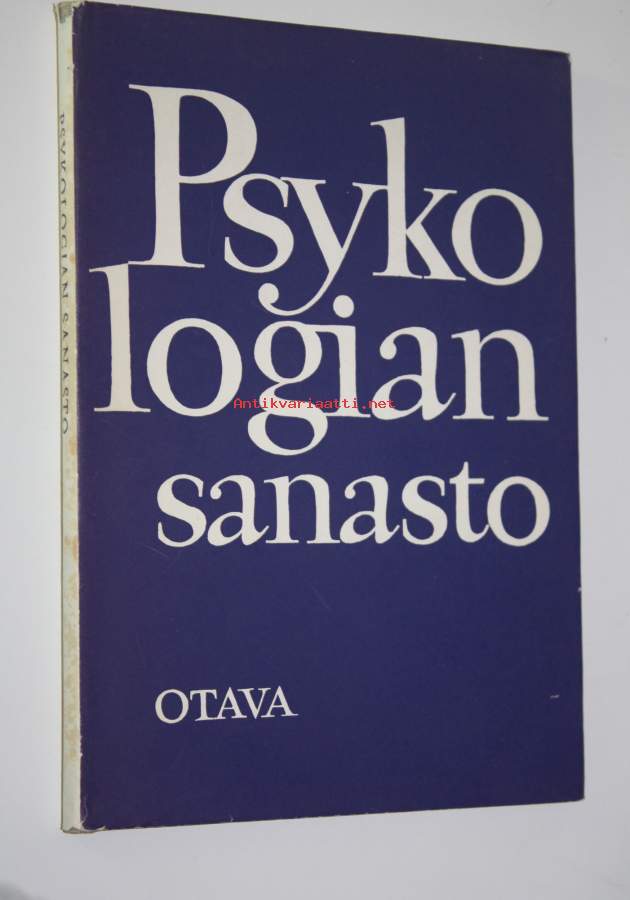 Psyko
logian
sanasto
OTAVA
PSYKOLOGIAN SANASTO
Antikvariaatti.net